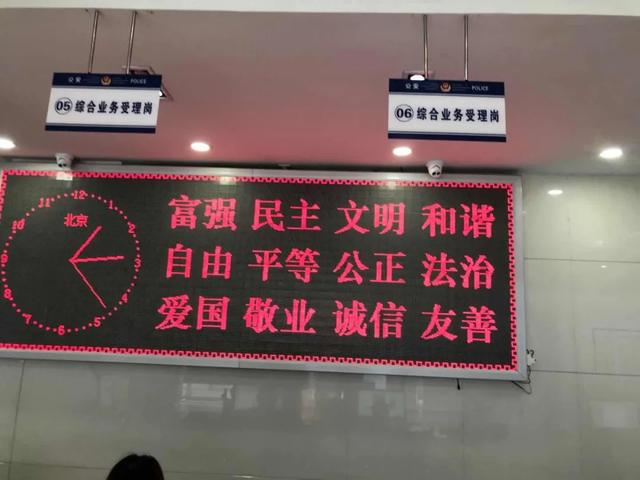 公安 POLICE
05 综合业务受理岗
公安 POLICE
06 综合业务受理岗
富强 民主 文明 和谐
自由 平等 公正 法治
爱国 敬业 诚信 友善
北京
12
1
2
3
4
5
6
7
8
9
10
11